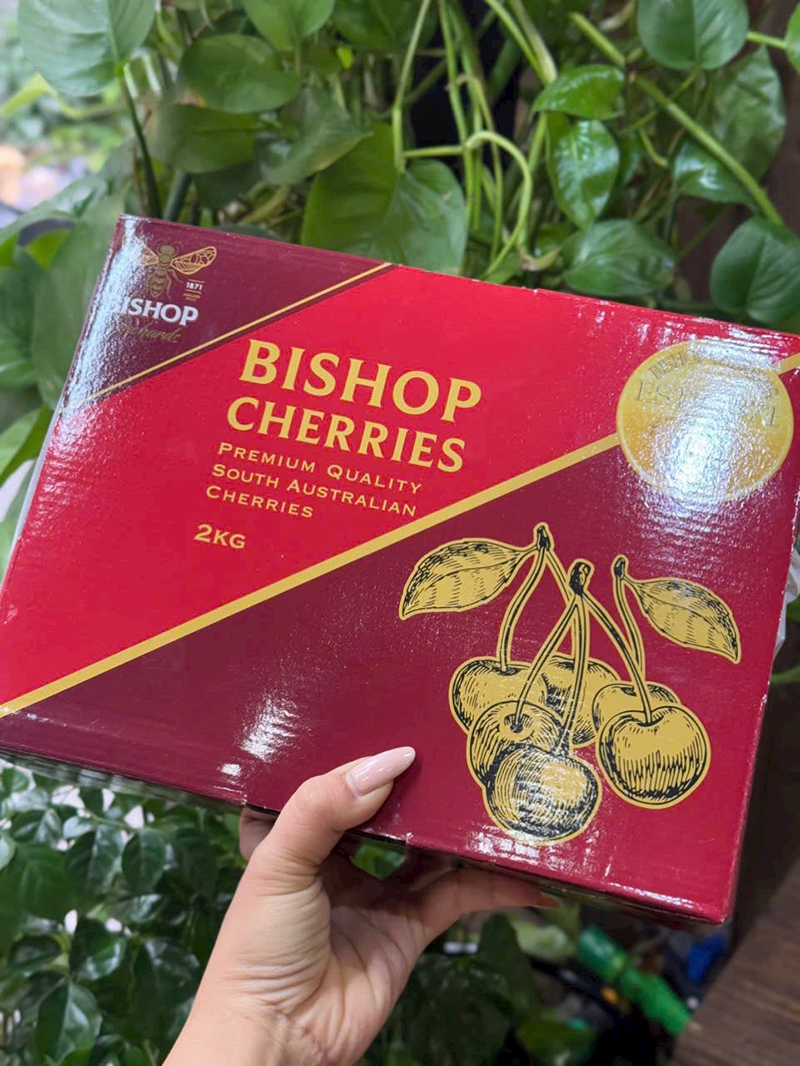 1871
BISHOP
BISHOP
CHERRIES
PREMIUM QUALITY
SOUTH AUSTRALIAN
CHERRIES
2KG